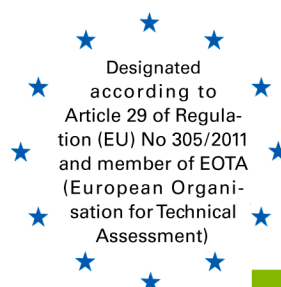 Designated
according to
Article 29 of Regula-
tion (EU) No 305/2011
and member of EOTA
(European Organi-
sation for Technical
Assessment)